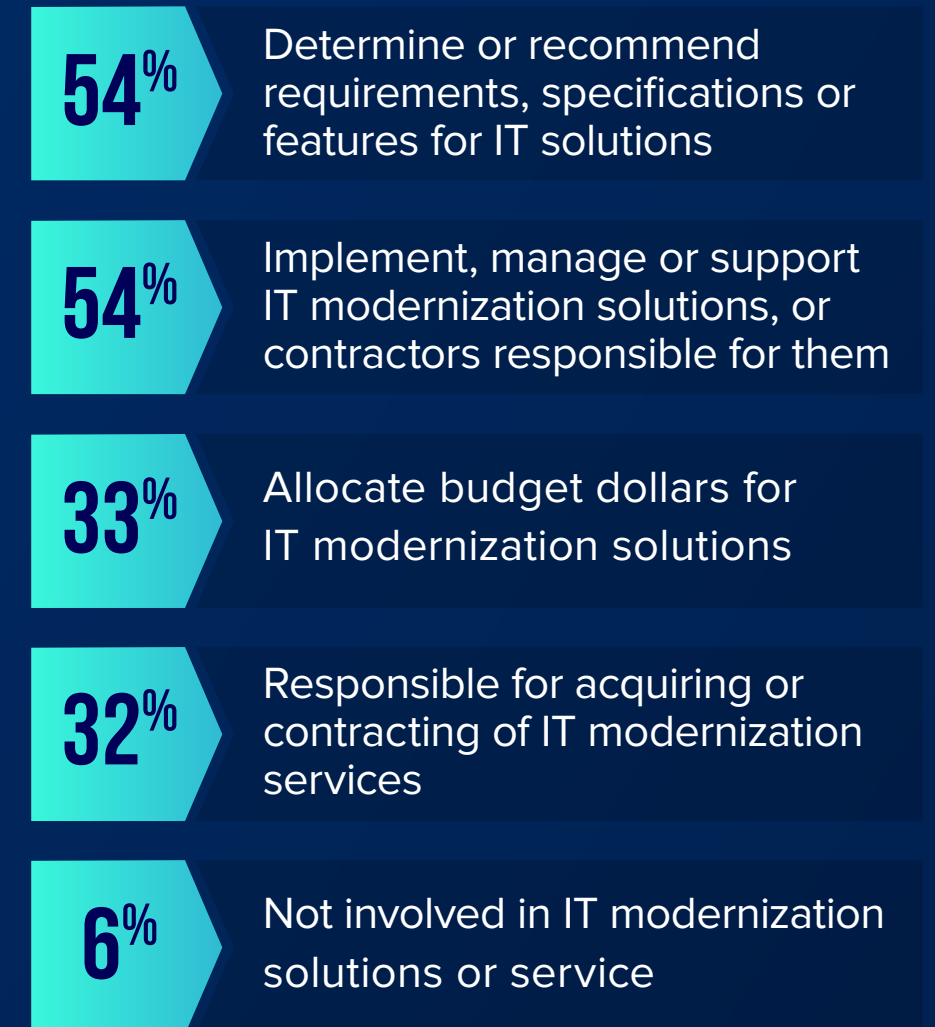 54%
Determine or recommend
requirements, specifications or
features for IT solutions
54%
Implement, manage or support
IT modernization solutions, or
contractors responsible for them
33%
Allocate budget dollars for
IT modernization solutions
32%
Responsible for acquiring or
contracting of IT modernization
services
6%
Not involved in IT modernization
solutions or service